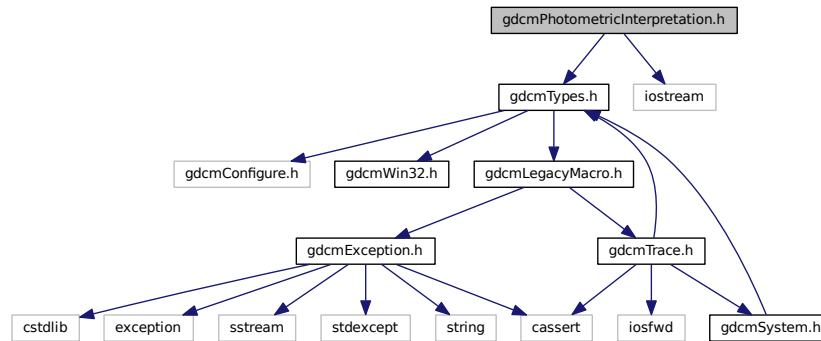 gdcmPhotometricInterpretation.h
gdcmTypes.h
iostream
gdcmConfigure.h
gdcmWin32.h
gdcmLegacyMacro.h
gdcmException.h
gdcmTrace.h
cstdlib
exception
sstream
stdexcept
string
cassert
iosfwd
gdcmSystem.h